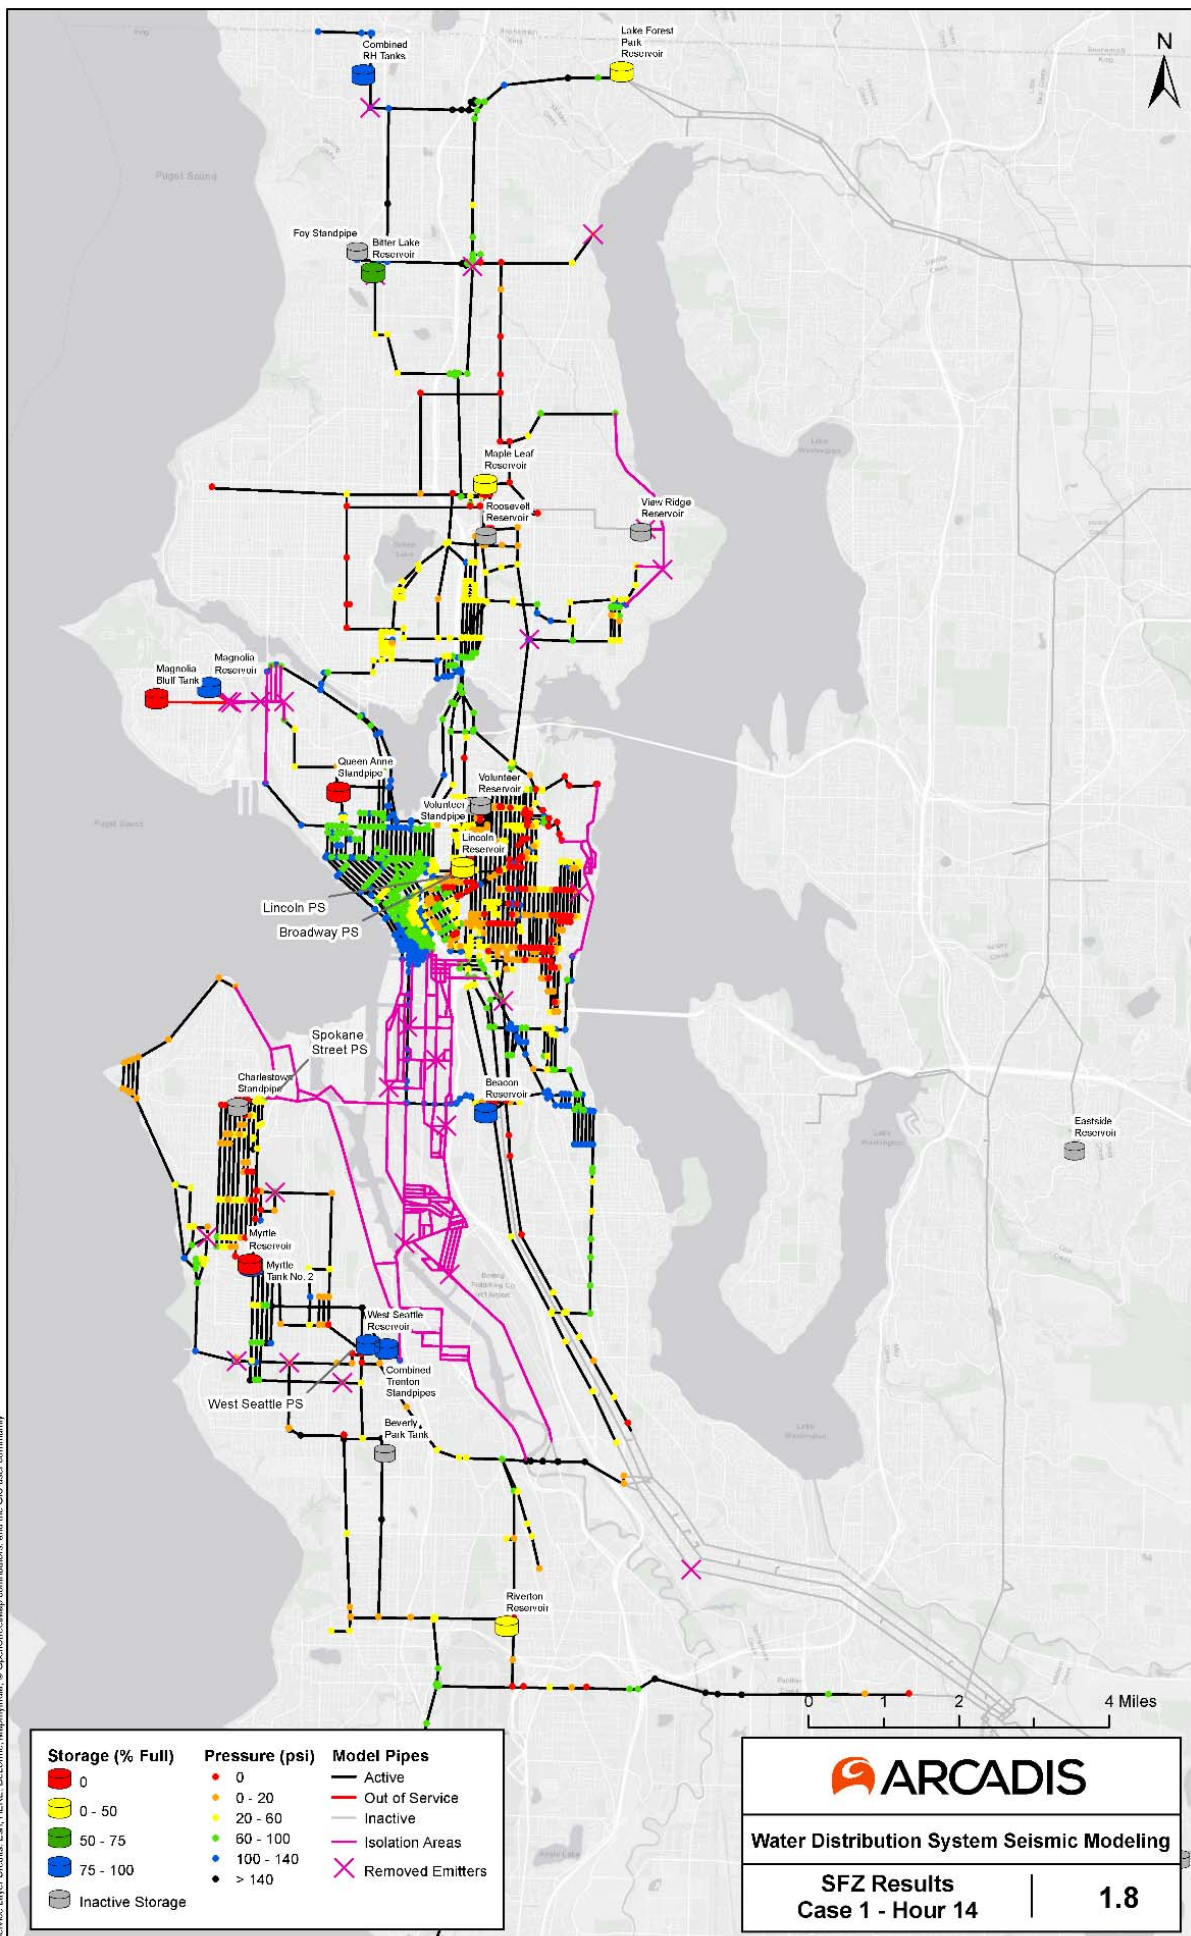 Combined
RH Tanks
Lake Forest
Park
Reservoir
N
Puget Sound
Foy Standpipe
Bitter Lake
Reservoir
Maple Leaf
Reservoir
Roosevelt
Reservoir
View Ridge
Reservoir
Lake
Washington
Magnolia
Bluff Tank
Magnolia
Reservoir
Queen Anne
Standpipe
Volunteer
Reservoir
Volunteer
Standpipe
Lincoln
Reservoir
Puget Sound
Lincoln PS
Broadway PS
Spokane
Street PS
Charlestown
Standpipe
Beacon
Reservoir
Eastside
Reservoir
Myrtle
Reservoir
Myrtle
Tank No. 2
West Seattle
Reservoir
Combined
Trenton
Standpipes
West Seattle PS
Beverly
Park Tank
Lake
Washington
Riverton
Reservoir
0 1 2 4 Miles
Storage (% Full)
0
0 - 50
50 - 75
75 - 100
Inactive Storage
Pressure (psi)
0
0 - 20
20 - 60
60 - 100
100 - 140
> 140
Model Pipes
Active
Out of Service
Inactive
Isolation Areas
Removed Emitters
ARCADIS
Water Distribution System Seismic Modeling
SFZ Results
Case 1 - Hour 14
1.8